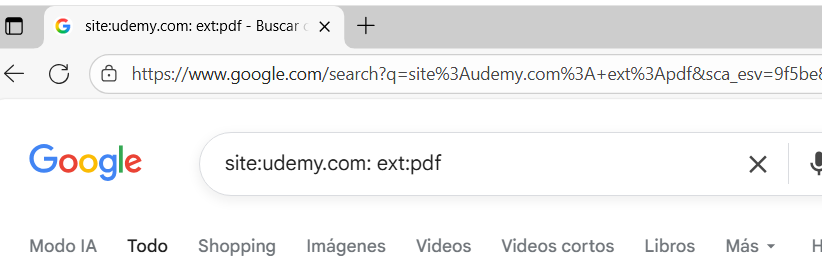 site:udemy.com: ext:pdf - Buscar
https://www.google.com/search?q=site%3Audemy.com%3A+ext%3Apdf&sca_esv=9f5be8
Google
site:udemy.com: ext:pdf
Modo IA Todo Shopping Imágenes Videos Videos cortos Libros Más H